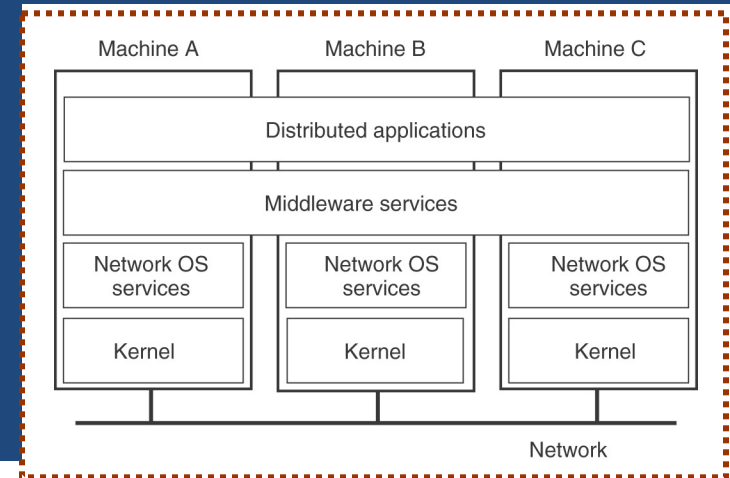 Machine A
Machine B
Machine C
Distributed applications
Middleware services
Network OS
services
Network OS
services
Network OS
services
Kernel
Kernel
Kernel
Network